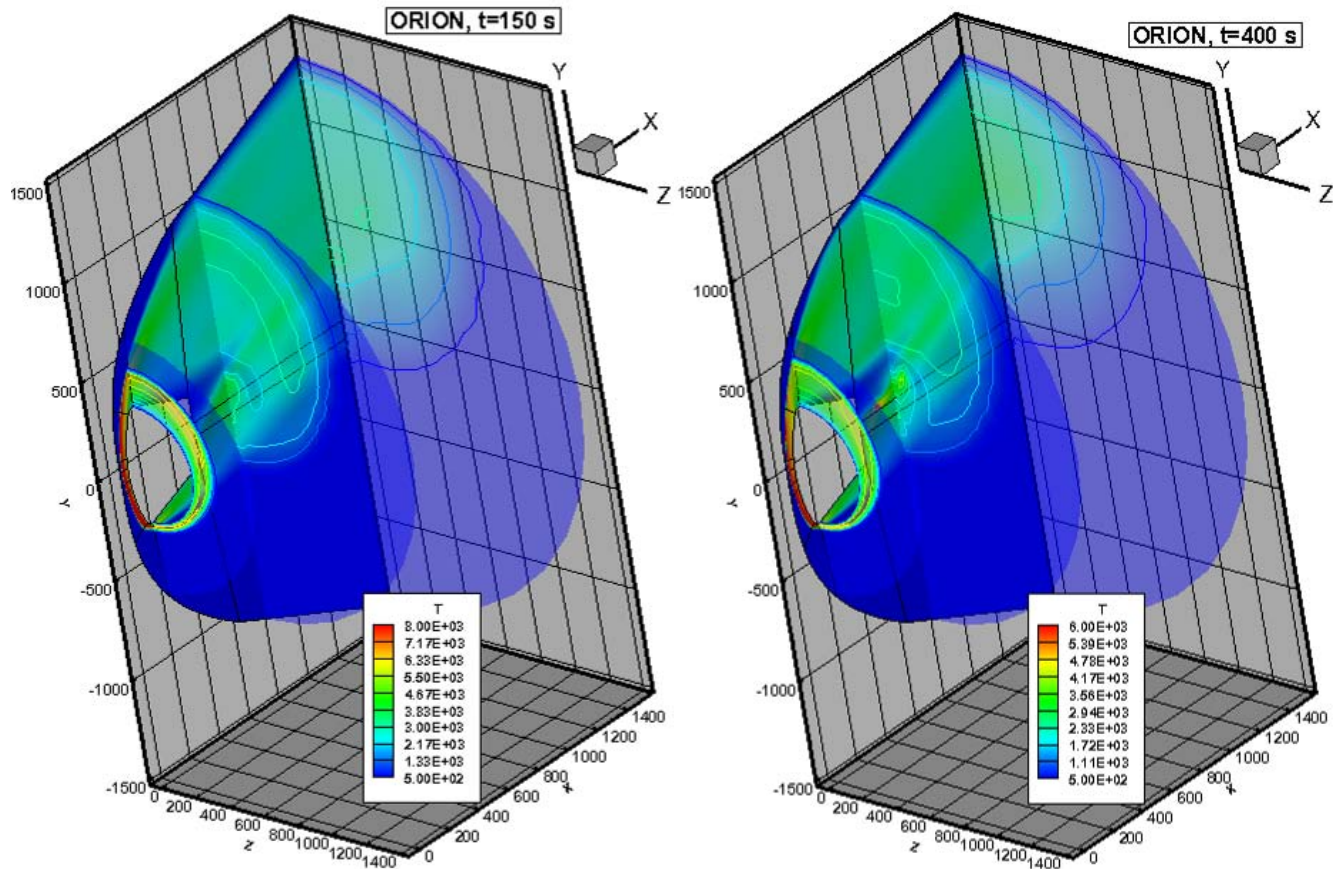 ORION, t=150 s
Y
X
Z
1500
1000
500
0
Y
-500
-1000
-1500
0
200
400
600
800
1000
1200
1400
Z
0
200
400
600
800
1000
1200
1400
X
T
8.00E+03
7.17E+03
6.33E+03
5.50E+03
4.67E+03
3.83E+03
3.00E+03
2.17E+03
1.33E+03
5.00E+02
ORION, t=400 s
Y
X
Z
1500
1000
500
0
Y
-500
-1000
-1500
0
200
400
600
800
1000
1200
1400
Z
0
200
400
600
800
1000
1200
1400
X
T
6.00E+03
5.39E+03
4.78E+03
4.17E+03
3.56E+03
2.94E+03
2.33E+03
1.72E+03
1.11E+03
5.00E+02